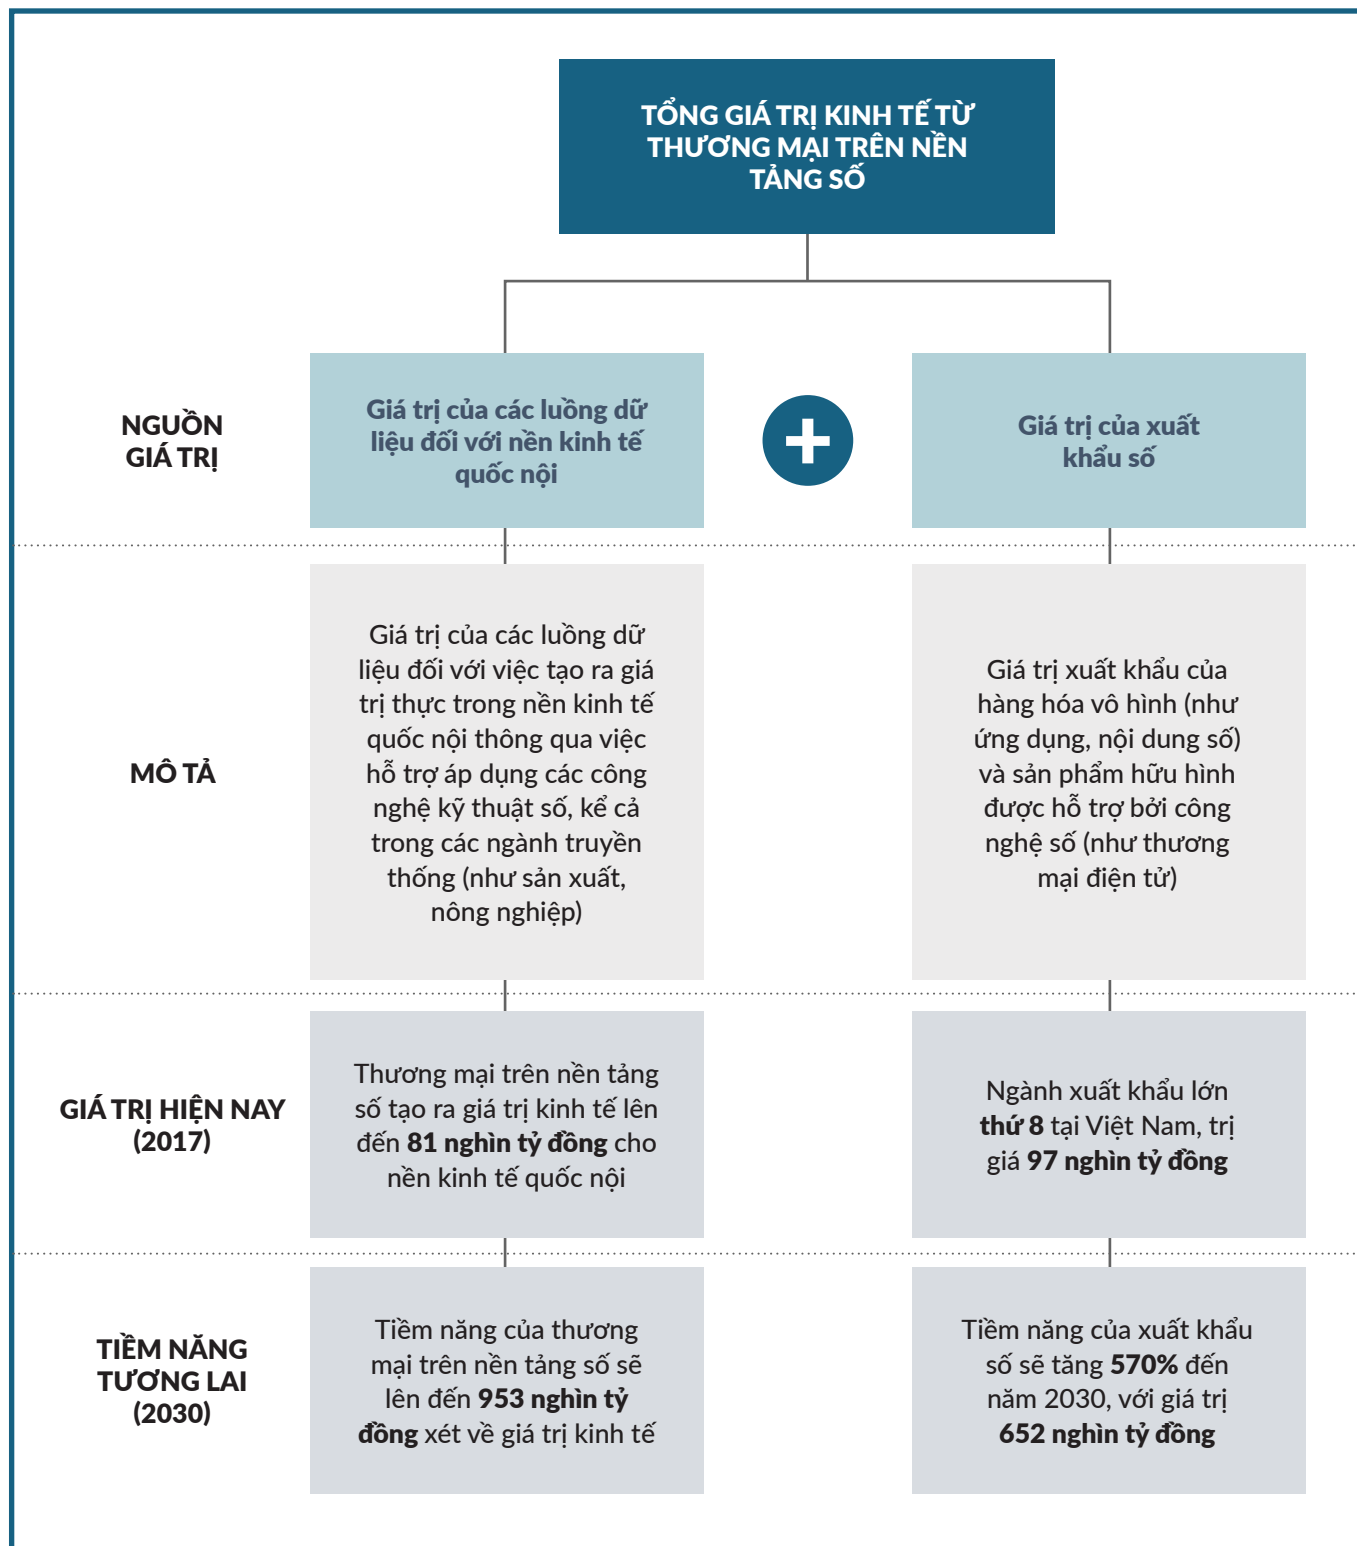 TỔNG GIÁ TRỊ KINH TẾ TỪ
THƯƠNG MẠI TRÊN NỀN
TẢNG SỐ
NGUỒN
GIÁ TRỊ
Giá trị của các luồng dữ
liệu đối với nền kinh tế
quốc nội
Giá trị của xuất
khẩu số
MÔ TẢ
Giá trị của các luồng dữ
liệu đối với việc tạo ra giá
trị thực trong nền kinh tế
quốc nội thông qua việc
hỗ trợ áp dụng các công
nghệ kỹ thuật số, kể cả
trong các ngành truyền
thống (như sản xuất,
nông nghiệp)
Giá trị xuất khẩu của
hàng hóa vô hình (như
ứng dụng, nội dung số)
và sản phẩm hữu hình
được hỗ trợ bởi công
nghệ số (như thương
mại điện tử)
GIÁ TRỊ HIỆN NAY
(2017)
Thương mại trên nền tảng
số tạo ra giá trị kinh tế lên
đến 81 nghìn tỷ đồng cho
nền kinh tế quốc nội
Ngành xuất khẩu lớn
thứ 8 tại Việt Nam, trị
giá 97 nghìn tỷ đồng
TIỀM NĂNG
TƯƠNG LAI
(2030)
Tiềm năng của thương
mại trên nền tảng số sẽ
lên đến 953 nghìn tỷ
đồng xét về giá trị kinh tế
Tiềm năng của xuất khẩu
số sẽ tăng 570% đến
năm 2030, với giá trị
652 nghìn tỷ đồng